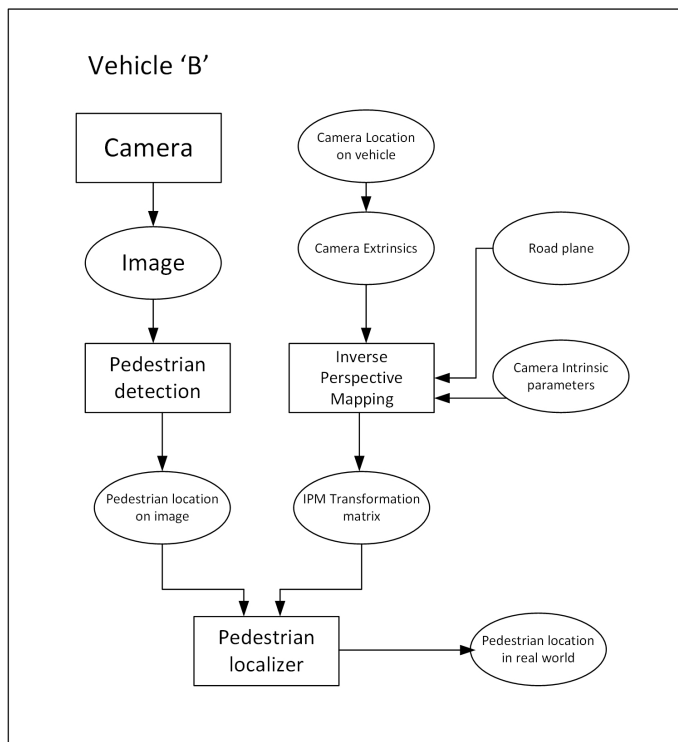 Vehicle ‘B’
Camera
Camera Location
on vehicle
Image
Camera Extrinsics
Road plane
Pedestrian
detection
Inverse
Perspective
Mapping
Camera Intrinsic
parameters
Pedestrian location
on image
IPM Transformation
matrix
Pedestrian
localizer
Pedestrian location
in real world